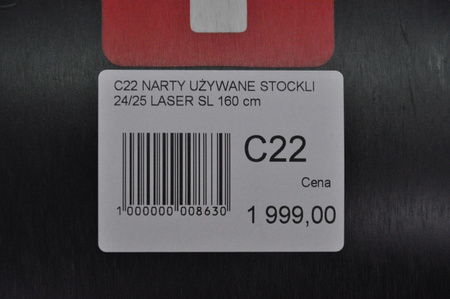 C22 NARTY UŻYWANE STOCKLI
24/25 LASER SL 160 cm
C22
1 000000 008630
Cena
1 999,00